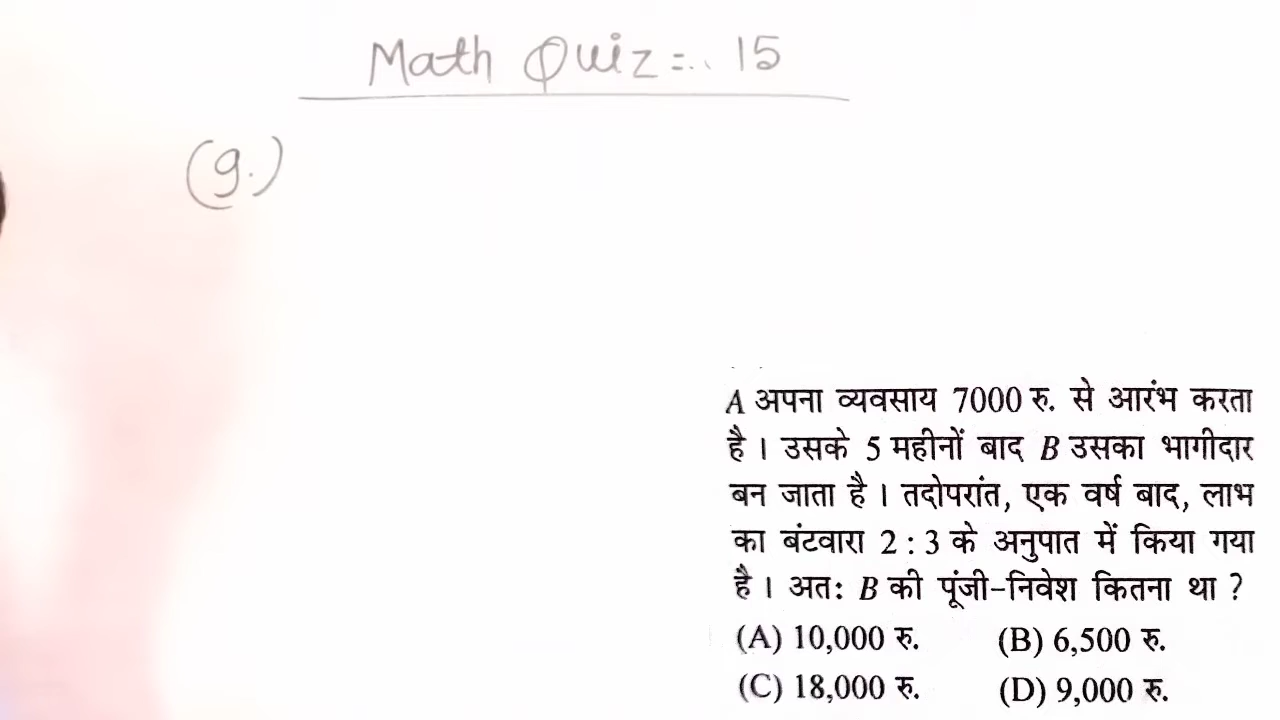 Math Quiz =.. 15
(9.)
A अपना व्यवसाय 7000 रु. से आरंभ करता
है । उसके 5 महीनों बाद B उसका भागीदार
बन जाता है । तदोपरांत, एक वर्ष बाद, लाभ
का बंटवारा 2 : 3 के अनुपात में किया गया
है । अत: B की पूंजी-निवेश कितना था ?
(A) 10,000 रु. (B) 6,500 रु.
(C) 18,000 रु. (D) 9,000 रु.